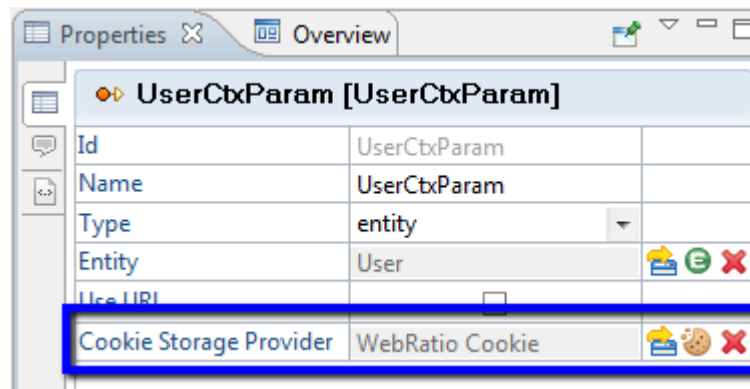 Properties Overview
UserCtxParam [UserCtxParam]
Id UserCtxParam
Name UserCtxParam
Type entity
Entity User
Use URL
Cookie Storage Provider WebRatio Cookie